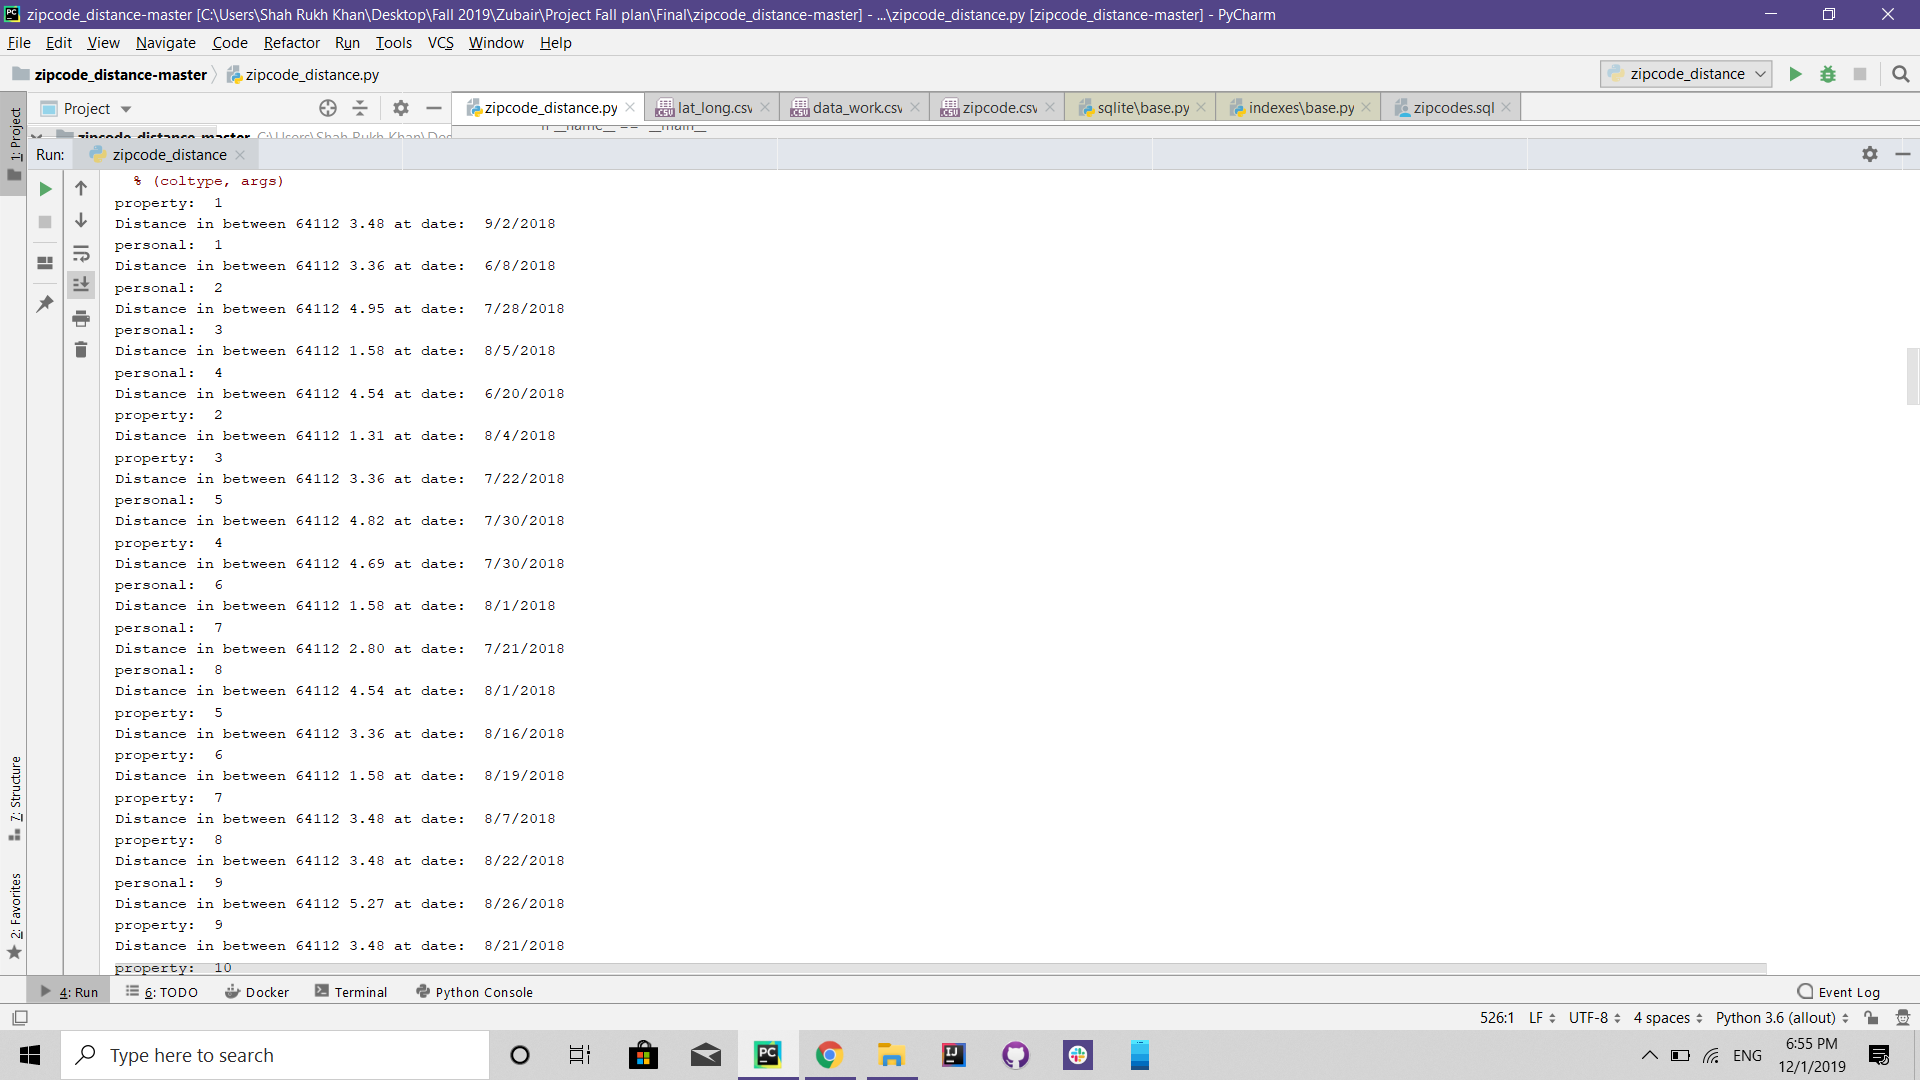 zipcode_distance-master [C:\Users\Shah Rukh Khan\Desktop\Fall 2019\Zubair\Project Fall plan\Final\zipcode_distance-master] - ...\zipcode_distance.py [zipcode_distance-master] - PyCharm
File Edit View Navigate Code Refactor Run Tools VCS Window Help
zipcode_distance-master zipcode_distance.py zipcode_distance
1: Project
Project zipcode_distance.py lat_long.csv data_work.csv zipcode.csv sqlite\base.py indexes\base.py zipcodes.sql
zipcode_distance-master C:\Users\Shah Rukh Khan\Des
Run: zipcode_distance
% (coltype, args)
property: 1
Distance in between 64112 3.48 at date: 9/2/2018
personal: 1
Distance in between 64112 3.36 at date: 6/8/2018
personal: 2
Distance in between 64112 4.95 at date: 7/28/2018
personal: 3
Distance in between 64112 1.58 at date: 8/5/2018
personal: 4
Distance in between 64112 4.54 at date: 6/20/2018
property: 2
Distance in between 64112 1.31 at date: 8/4/2018
property: 3
Distance in between 64112 3.36 at date: 7/22/2018
personal: 5
Distance in between 64112 4.82 at date: 7/30/2018
property: 4
Distance in between 64112 4.69 at date: 7/30/2018
personal: 6
Distance in between 64112 1.58 at date: 8/1/2018
personal: 7
Distance in between 64112 2.80 at date: 7/21/2018
personal: 8
Distance in between 64112 4.54 at date: 8/1/2018
property: 5
Distance in between 64112 3.36 at date: 8/16/2018
property: 6
Distance in between 64112 1.58 at date: 8/19/2018
property: 7
Distance in between 64112 3.48 at date: 8/7/2018
property: 8
Distance in between 64112 3.48 at date: 8/22/2018
personal: 9
Distance in between 64112 5.27 at date: 8/26/2018
property: 9
Distance in between 64112 3.48 at date: 8/21/2018
property: 10
7: Structure
2: Favorites
4: Run 6: TODO Docker Terminal Python Console Event Log
526:1 LF UTF-8 4 spaces Python 3.6 (allout)
Type here to search
ENG
6:55 PM
12/1/2019